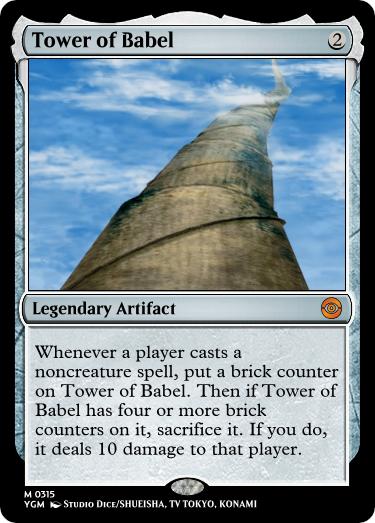 Tower of Babel 2
Legendary Artifact
Whenever a player casts a
noncreature spell, put a brick counter
on Tower of Babel. Then if Tower of
Babel has four or more brick
counters on it, sacrifice it. If you do,
it deals 10 damage to that player.
M 0315
YGM Studio Dice/SHUEISHA, TV TOKYO, KONAMI